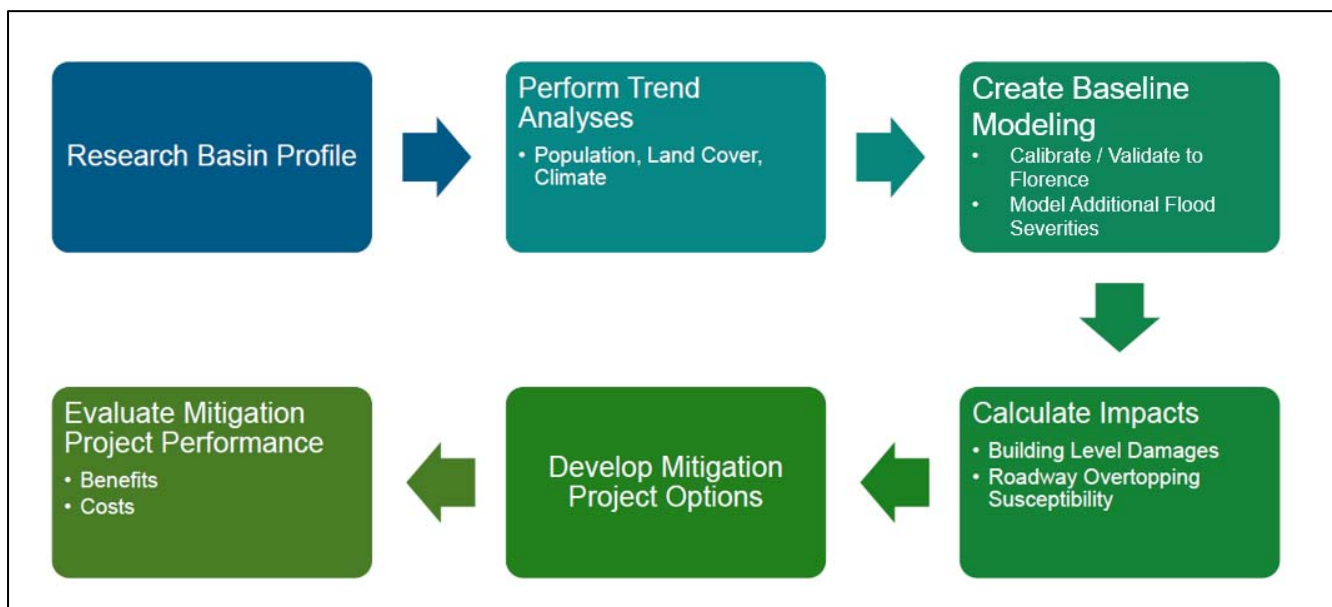 Research Basin Profile
Perform Trend
Analyses
• Population, Land Cover,
Climate
Create Baseline
Modeling
• Calibrate / Validate to
Florence
• Model Additional Flood
Severities
Calculate Impacts
• Building Level Damages
• Roadway Overtopping
Susceptibility
Develop Mitigation
Project Options
Evaluate Mitigation
Project Performance
• Benefits
• Costs